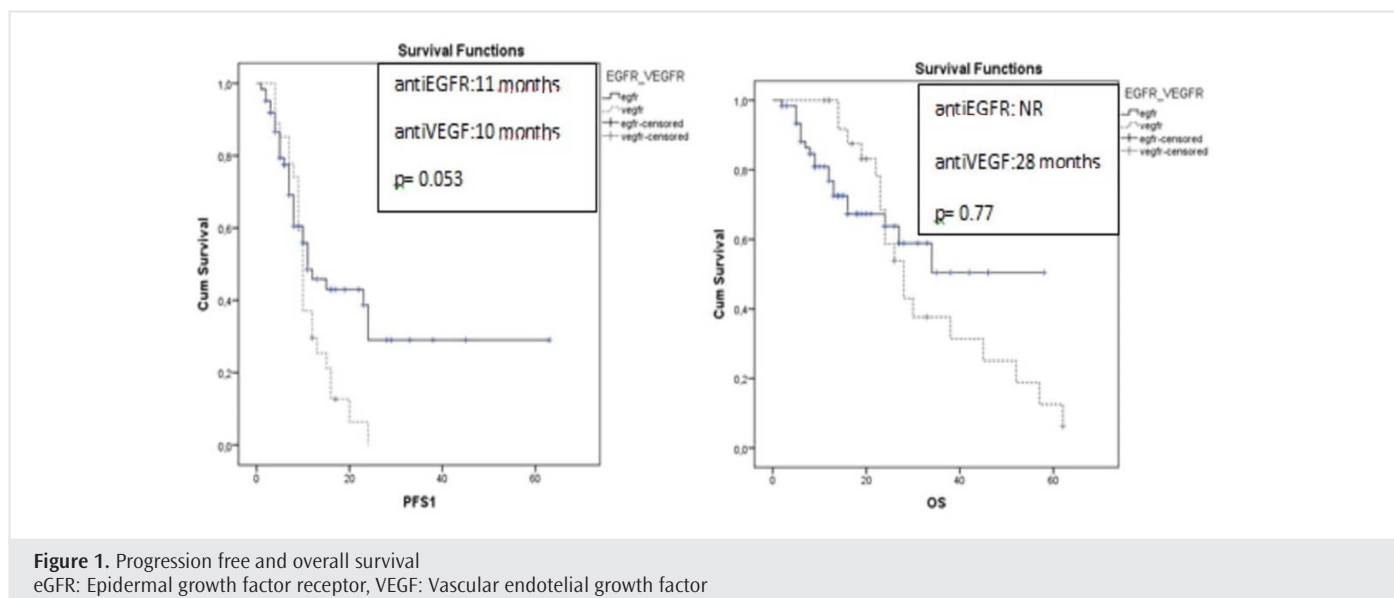 Survival Functions
antiEGFR:11 months
antiVEGF:10 months
p= 0.053
EGFR_VEGFR
egfr
vegfr
egfr-censored
vegfr-censored
Cum Survival
1,0
0,8
0,6
0,4
0,2
0,0
0 20 40 60
PFS1
Survival Functions
antiEGFR: NR
antiVEGF:28 months
p= 0.77
EGFR_VEGFR
egfr
vegfr
egfr-censored
vegfr-censored
Cum Survival
1,0
0,8
0,6
0,4
0,2
0,0
0 20 40 60
OS
Figure 1. Progression free and overall survival
eGFR: Epidermal growth factor receptor, VEGF: Vascular endotelial growth factor